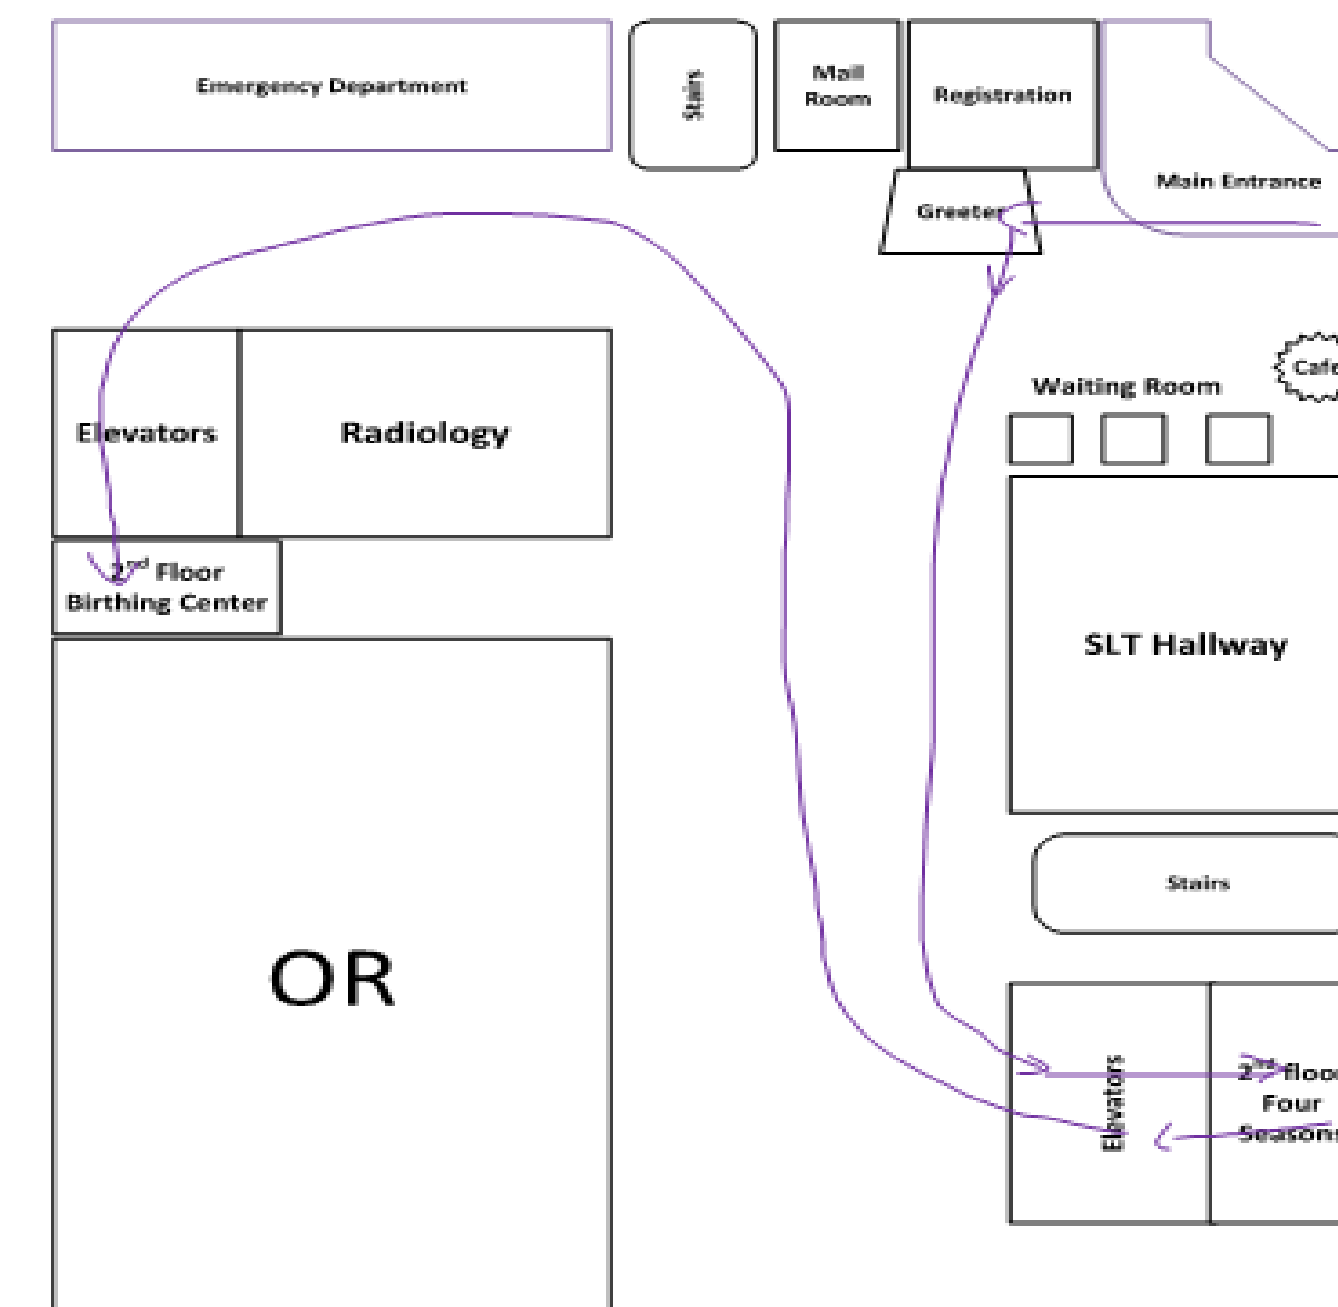 Emergency Department
Stairs
Mail
Room
Registration
Main Entrance
Greeter
Cafe
Waiting Room
Elevators
Radiology
2nd Floor
Birthing Center
SLT Hallway
Stairs
OR
Elevators
2nd floor
Four
Seasons